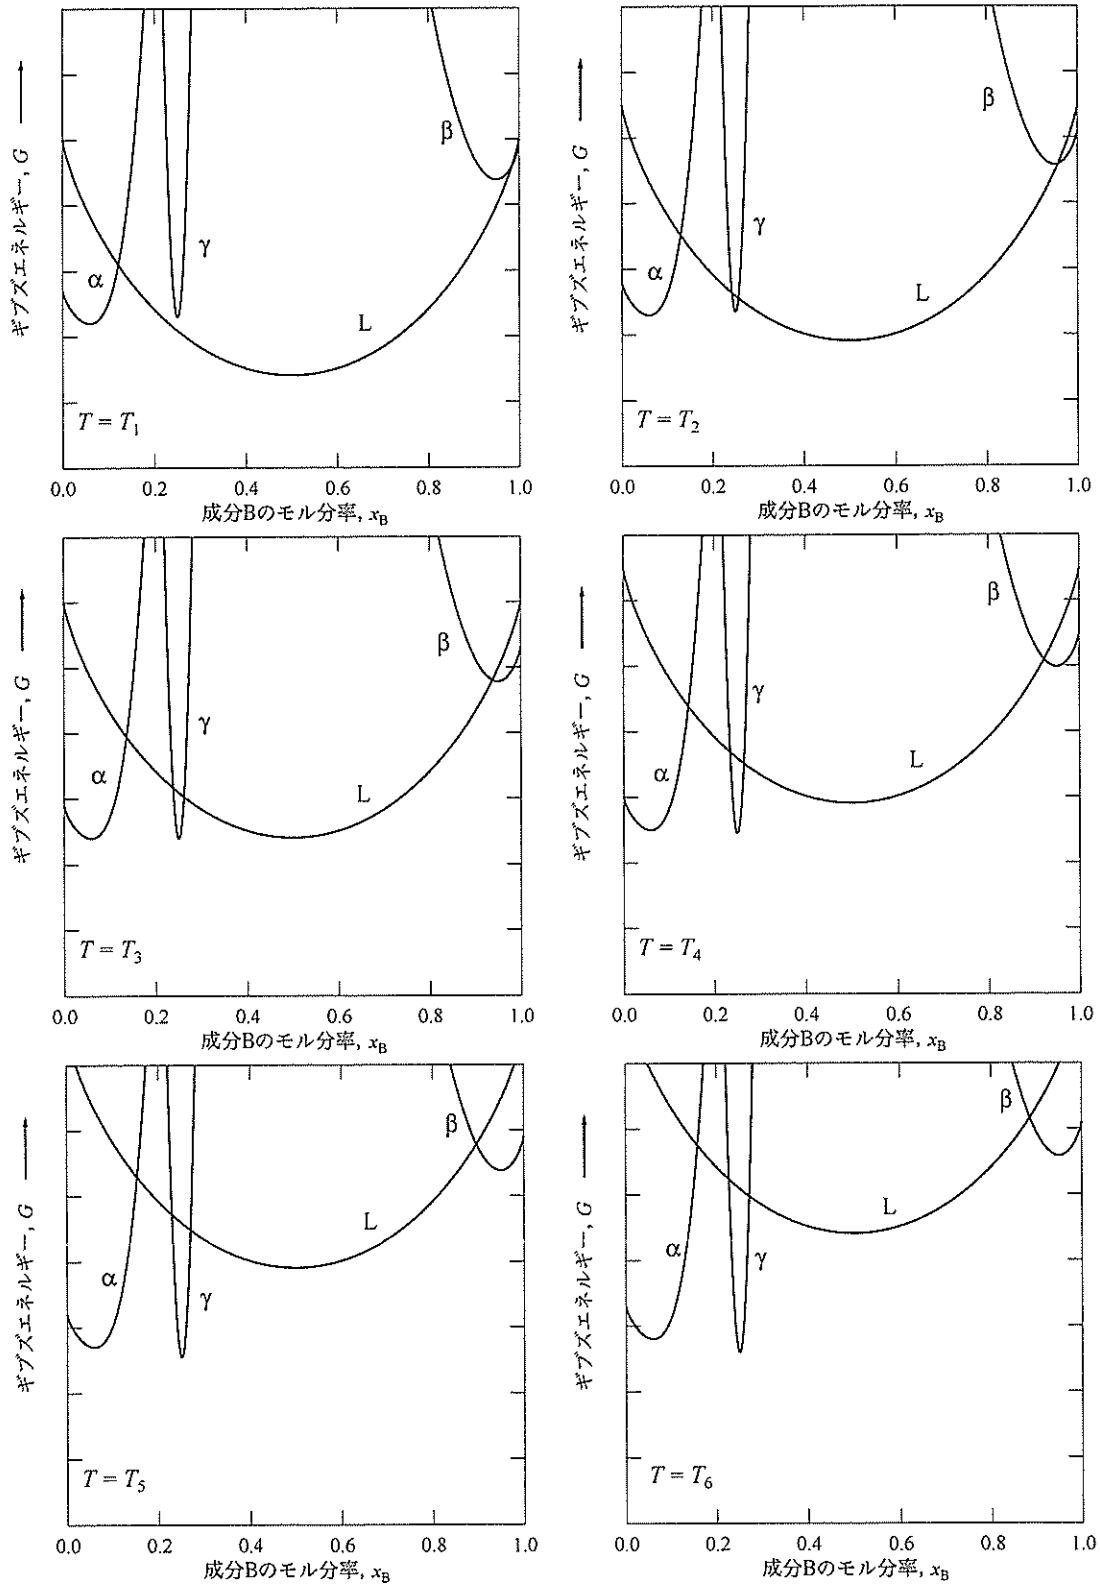 ギブズエネルギー, G
α
γ
β
L
T = T1
0.0 0.2 0.4 0.6 0.8 1.0
成分Bのモル分率, xB
ギブズエネルギー, G
α
γ
β
L
T = T2
0.0 0.2 0.4 0.6 0.8 1.0
成分Bのモル分率, xB
ギブズエネルギー, G
α
γ
β
L
T = T3
0.0 0.2 0.4 0.6 0.8 1.0
成分Bのモル分率, xB
ギブズエネルギー, G
α
γ
β
L
T = T4
0.0 0.2 0.4 0.6 0.8 1.0
成分Bのモル分率, xB
ギブズエネルギー, G
β
L
α
γ
T = T5
0.0 0.2 0.4 0.6 0.8 1.0
成分Bのモル分率, xB
ギブズエネルギー, G
β
L
α
γ
T = T6
0.0 0.2 0.4 0.6 0.8 1.0
成分Bのモル分率, xB